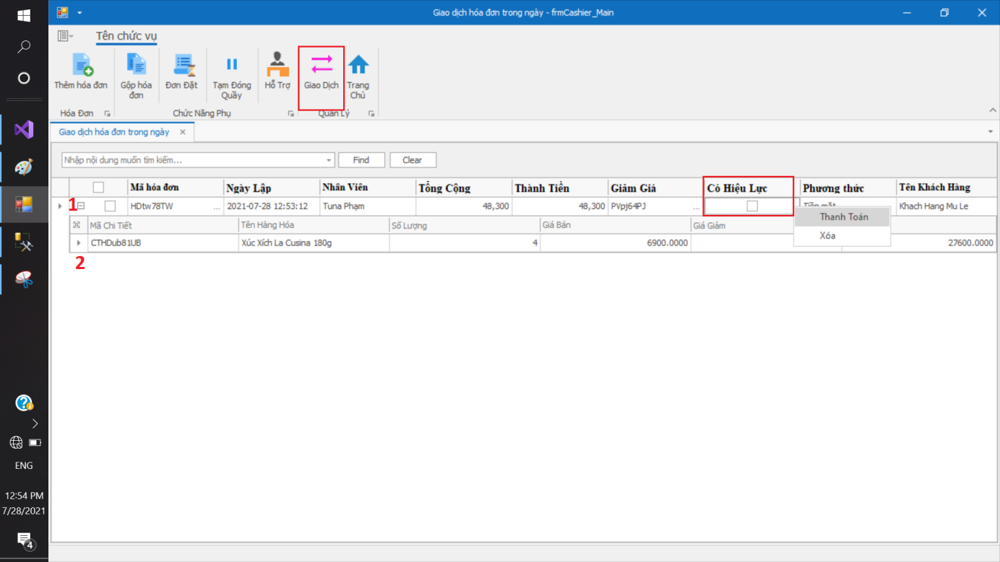 Giao dịch hóa đơn trong ngày - frmCashier_Main
Tên chức vụ
Thêm hóa đơn
Gộp hóa đơn
Đơn Đặt
Tạm Đóng Quầy
Hỗ Trợ
Giao Dịch
Trang Chủ
Hóa Đơn
Chức Năng Phụ
Quản Lý
Giao dịch hóa đơn trong ngày
Nhập nội dung muốn tìm kiếm... Find Clear
Mã hóa đơn Ngày Lập Nhân Viên Tổng Cộng Thành Tiền Giảm Giá Có Hiệu Lực Phương thức Tên Khách Hàng
1 HDtw78TW ... 2021-07-28 12:53:12 Tuna Phạm 48,300 48,300 PVpj64PJ ... Tiền mặt Khach Hang Mu Le
Thanh Toán
Xóa
Mã Chi Tiết Tên Hàng Hóa Số Lượng Giá Bán Giá Giảm
CTHDub81UB Xúc Xích La Cusina 180g 4 6900.0000 27600.0000
2
ENG
12:54 PM
7/28/2021
4